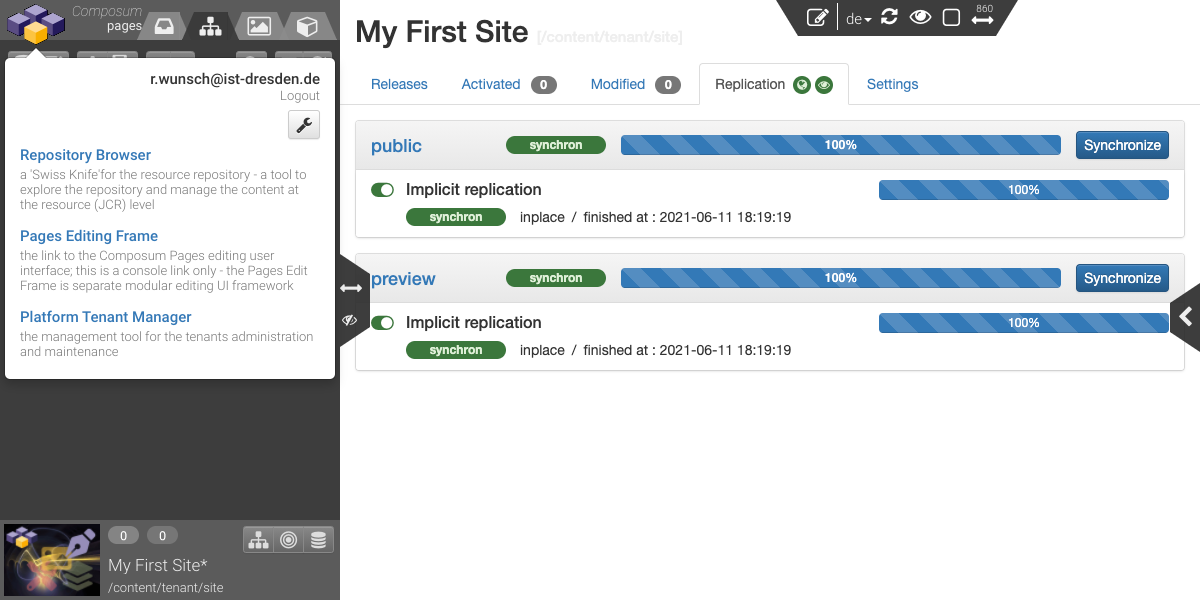 Composum
pages
r.wunsch@ist-dresden.de
Logout
Repository Browser
a 'Swiss Knife'for the resource repository - a tool to
explore the repository and manage the content at
the resource (JCR) level
Pages Editing Frame
the link to the Composum Pages editing user
interface; this is a console link only - the Pages Edit
Frame is separate modular editing UI framework
Platform Tenant Manager
the management tool for the tenants administration
and maintenance
0 0
My First Site*
/content/tenant/site
My First Site [/content/tenant/site]
de
860
Releases Activated 0 Modified 0 Replication Settings
public synchron 100% Synchronize
Implicit replication 100%
synchron inplace / finished at : 2021-06-11 18:19:19
preview synchron 100% Synchronize
Implicit replication 100%
synchron inplace / finished at : 2021-06-11 18:19:19